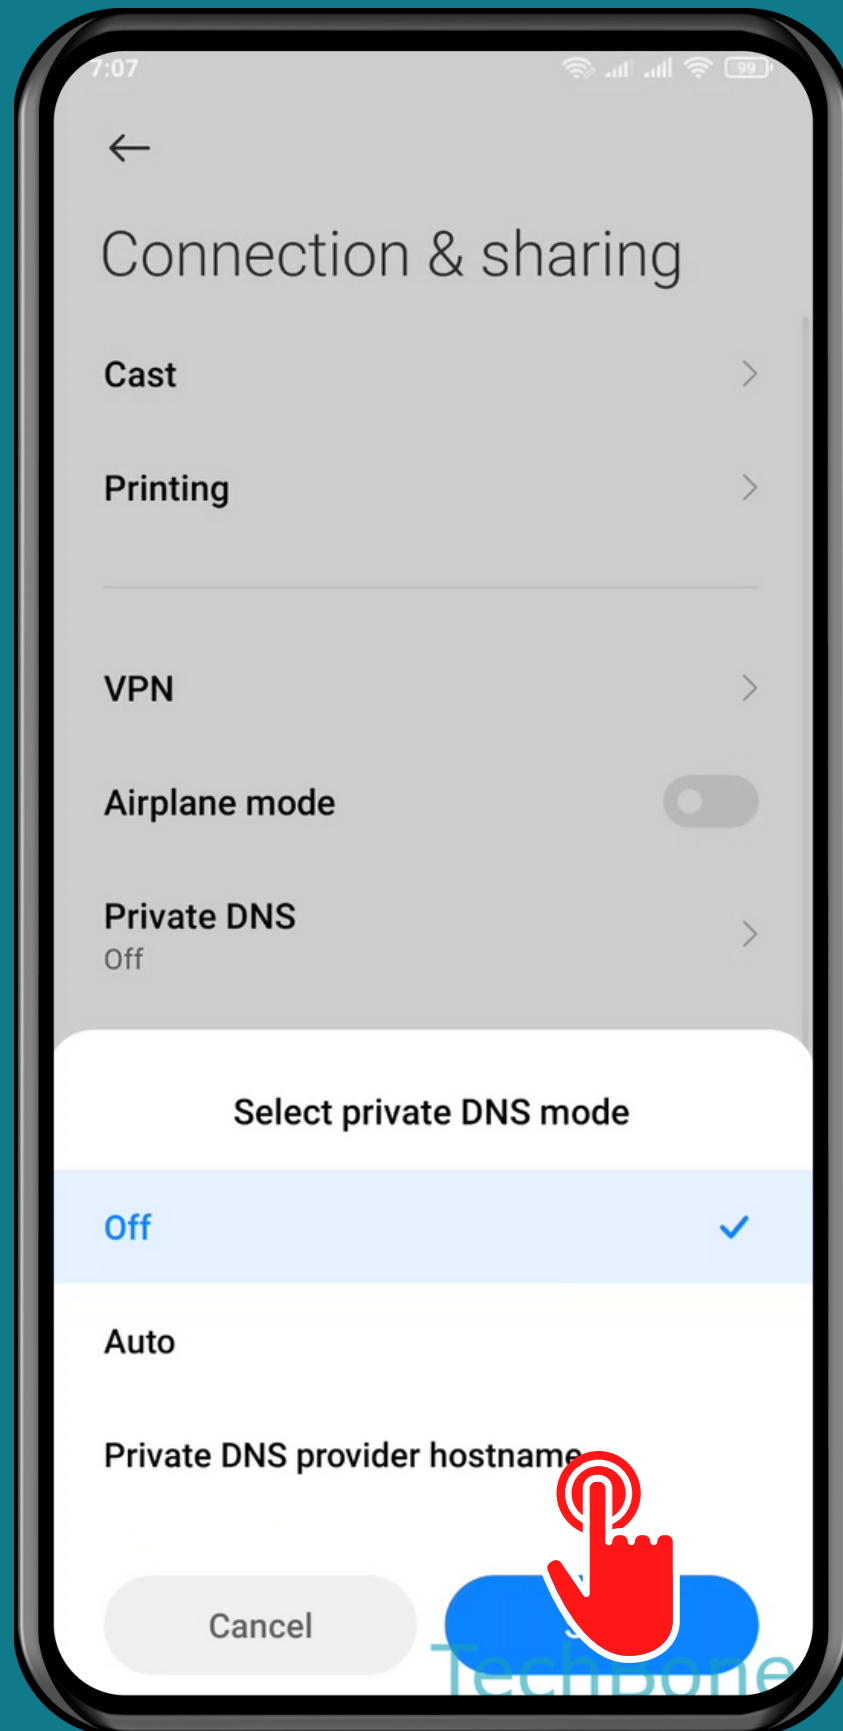 7:07
99
Connection & sharing
Cast
Printing
VPN
Airplane mode
Private DNS
Off
Select private DNS mode
Off
Auto
Private DNS provider hostname
Cancel
TechBone